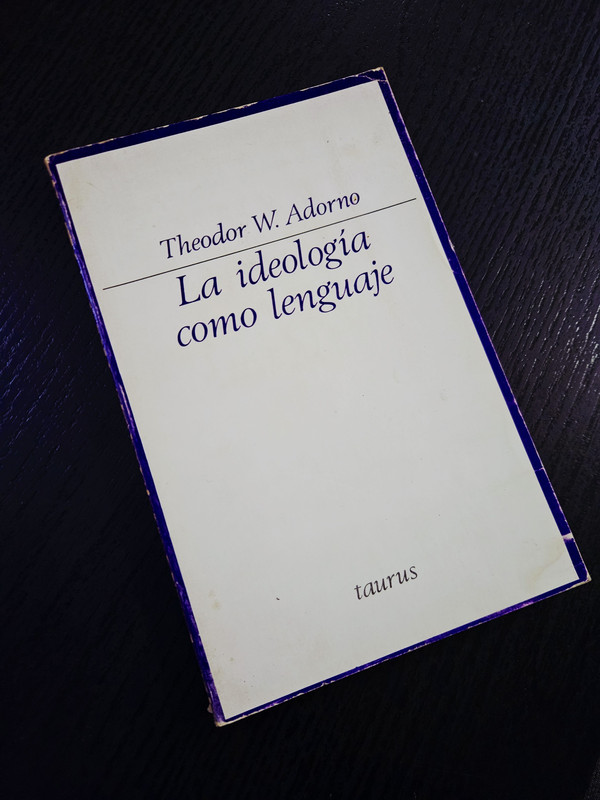 Theodor W. Adorno
La ideología
como lenguaje
taurus